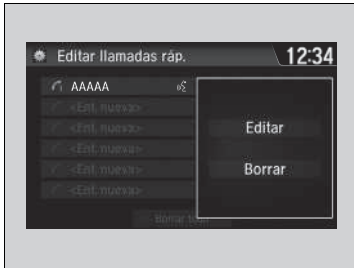 Editar llamadas ráp.
12:34
AAAAA
<Ent. nueva>
<Ent. nueva>
<Ent. nueva>
<Ent. nueva>
<Ent. nueva>
Editar
Borrar
Borrar todo